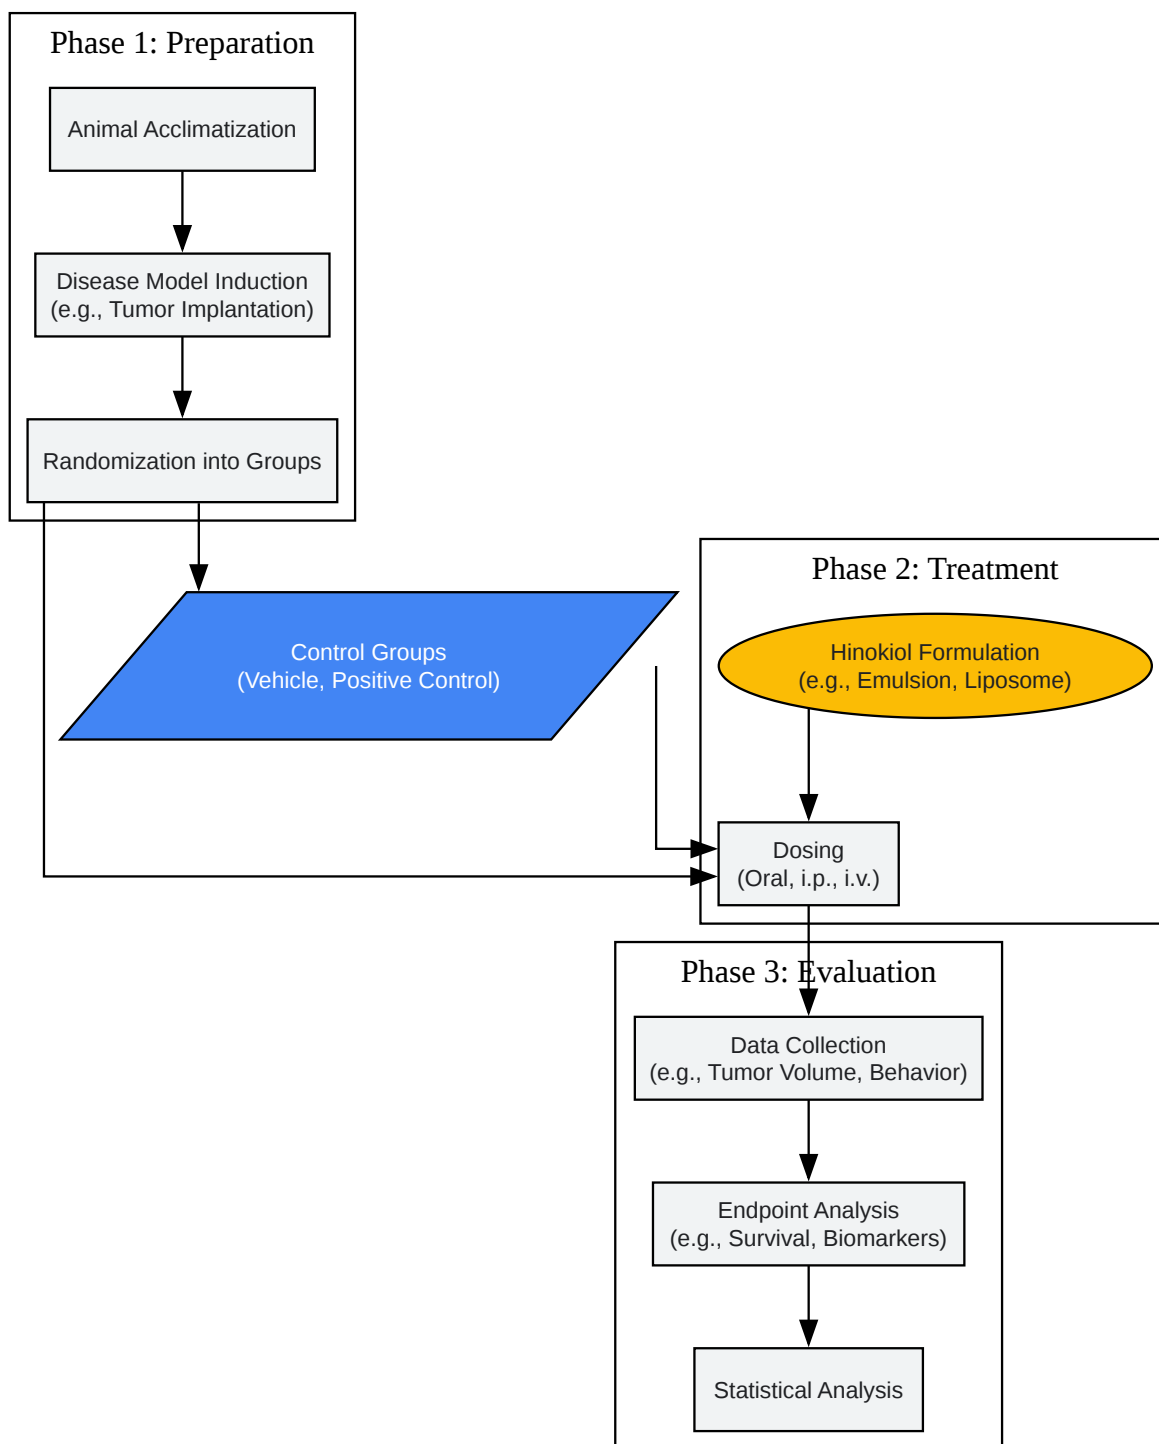 Phase 1: Preparation
Animal Acclimatization
Disease Model Induction
(e.g., Tumor Implantation)
Randomization into Groups
Control Groups
(Vehicle, Positive Control)
Phase 2: Treatment
Hinokiol Formulation
(e.g., Emulsion, Liposome)
Dosing
(Oral, i.p., i.v.)
Phase 3: Evaluation
Data Collection
(e.g., Tumor Volume, Behavior)
Endpoint Analysis
(e.g., Survival, Biomarkers)
Statistical Analysis